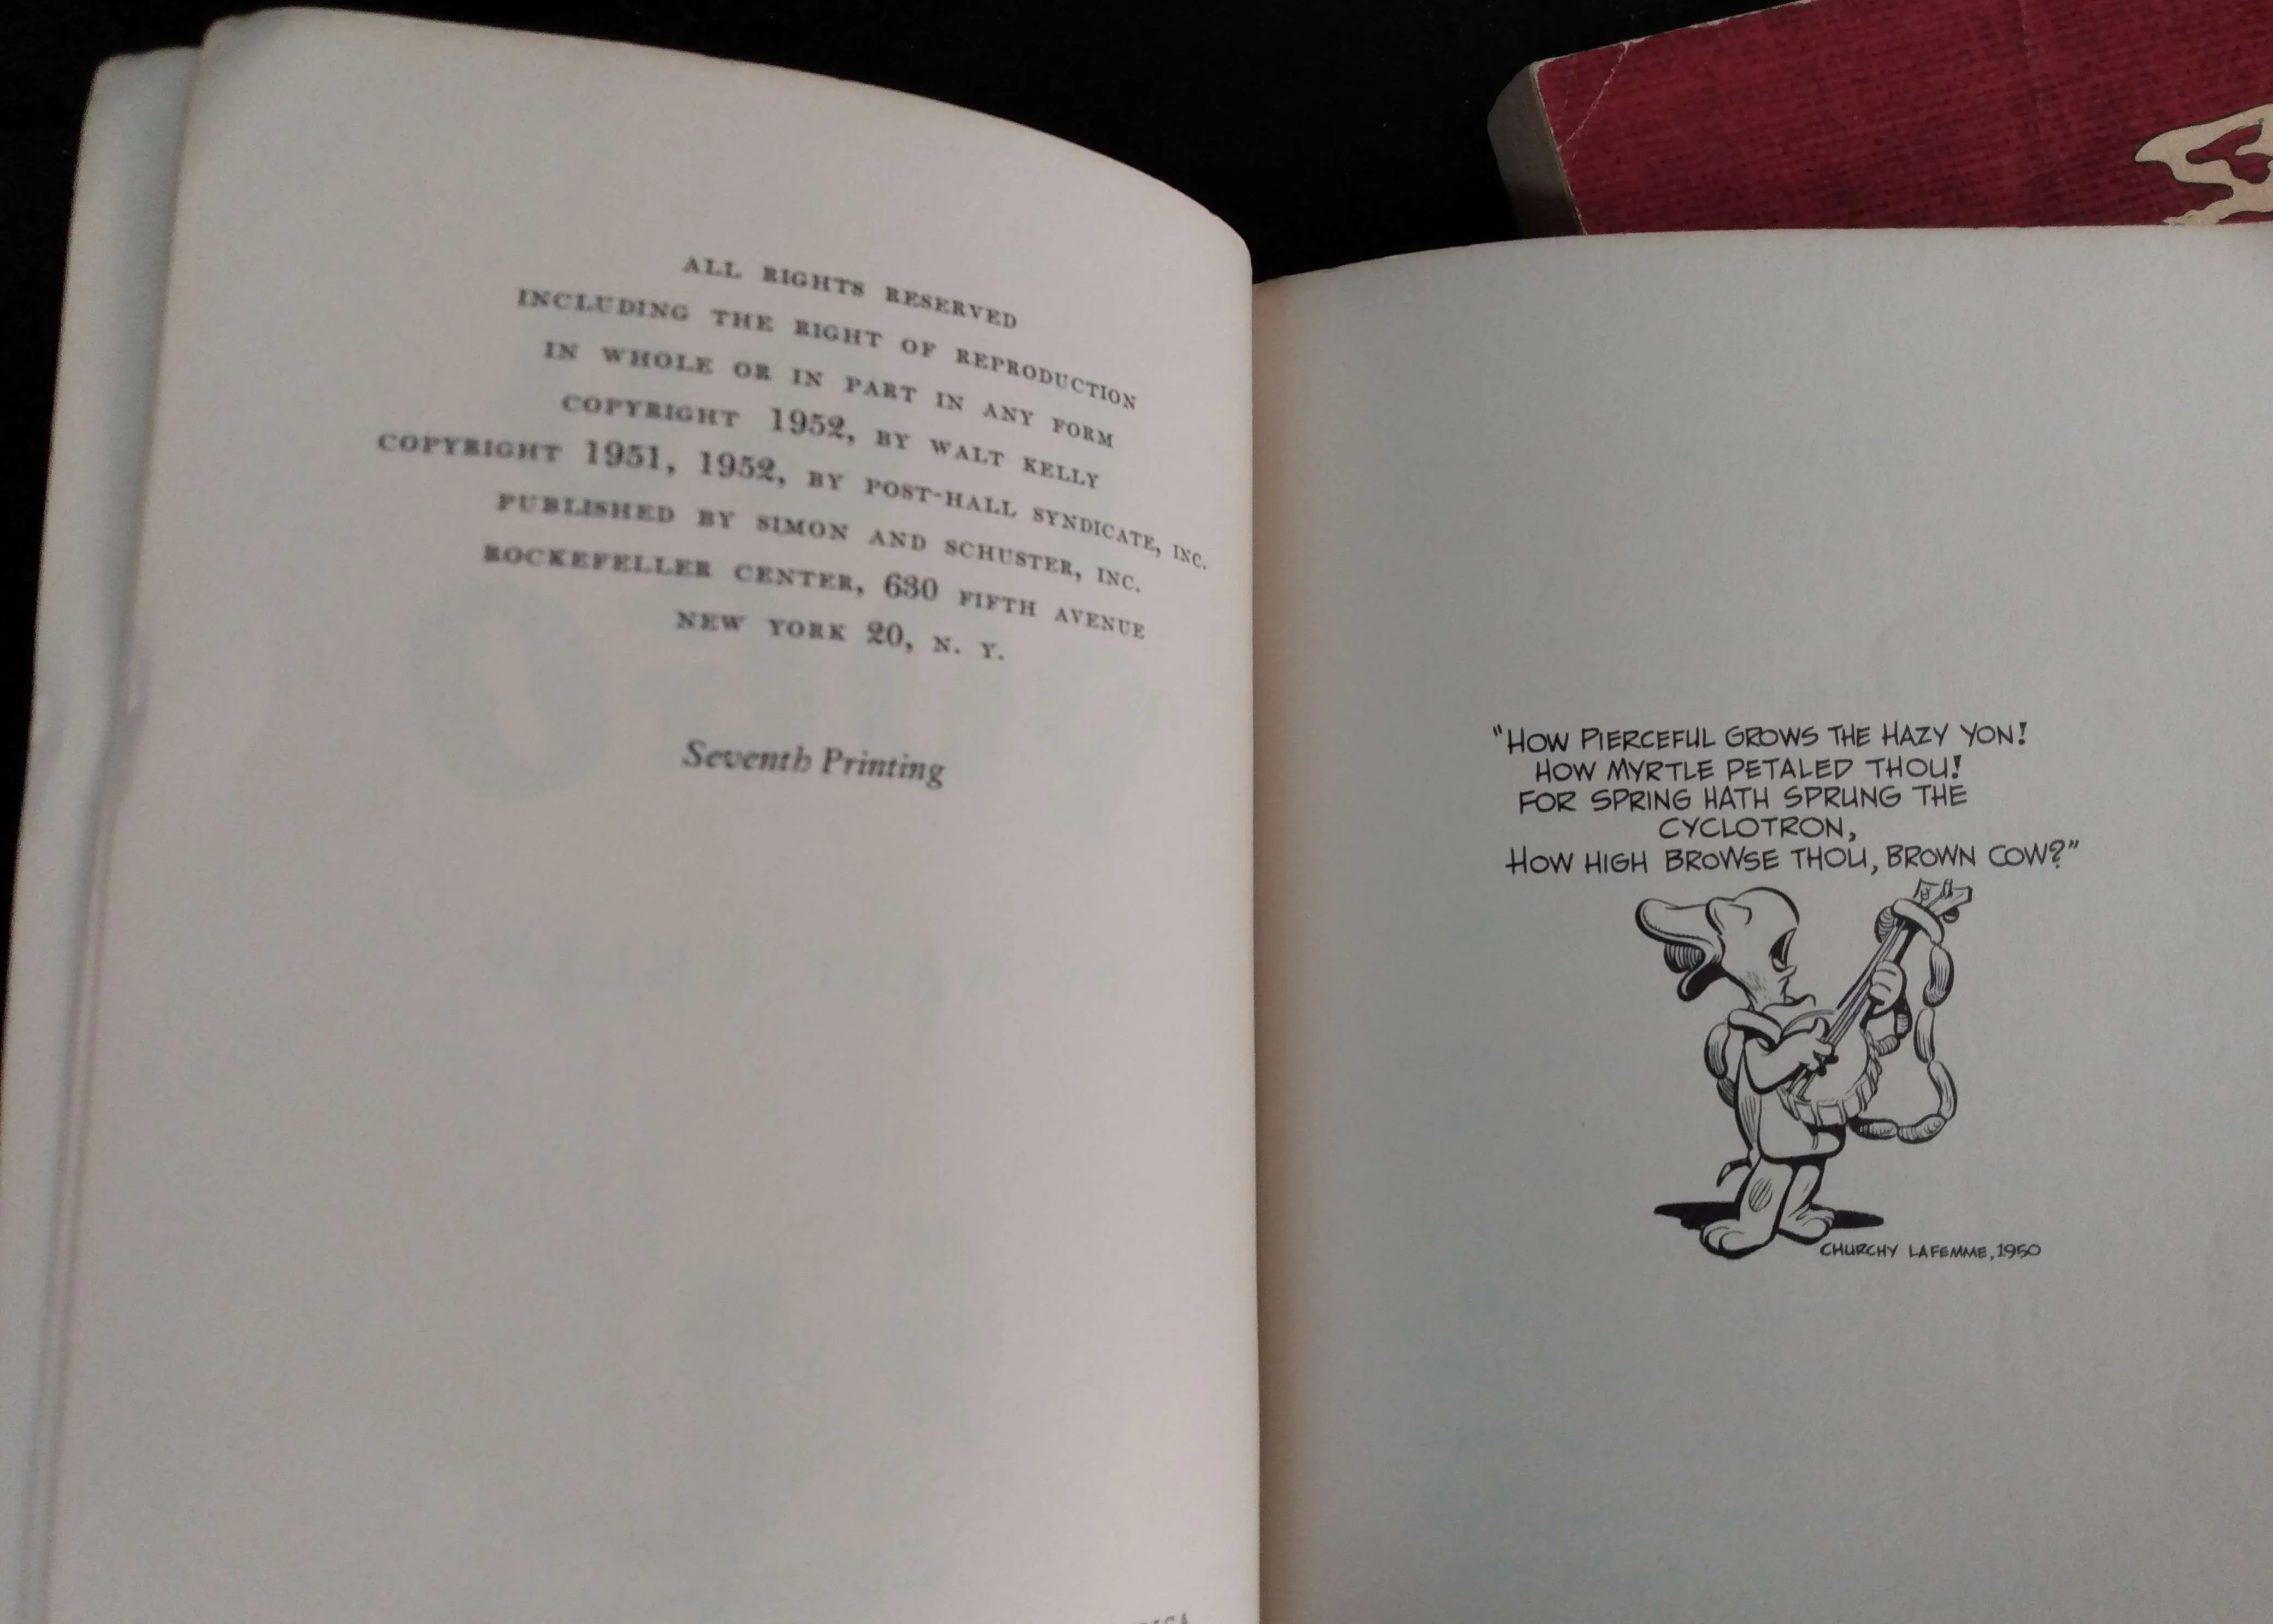 ALL RIGHTS RESERVED
INCLUDING THE RIGHT OF REPRODUCTION
IN WHOLE OR IN PART IN ANY FORM
COPYRIGHT 1952, BY WALT KELLY
COPYRIGHT 1951, 1952, BY POST-HALL SYNDICATE, INC.
PUBLISHED BY SIMON AND SCHUSTER, INC.
ROCKEFELLER CENTER, 630 FIFTH AVENUE
NEW YORK 20, N. Y.
Seventh Printing
"HOW PIERCEFUL GROWS THE HAZY YON!
HOW MYRTLE PETALED THOU!
FOR SPRING HATH SPRUNG THE
CYCLOTRON,
HOW HIGH BROWSE THOU, BROWN COW?"
CHURCHY LAFEMME, 1950